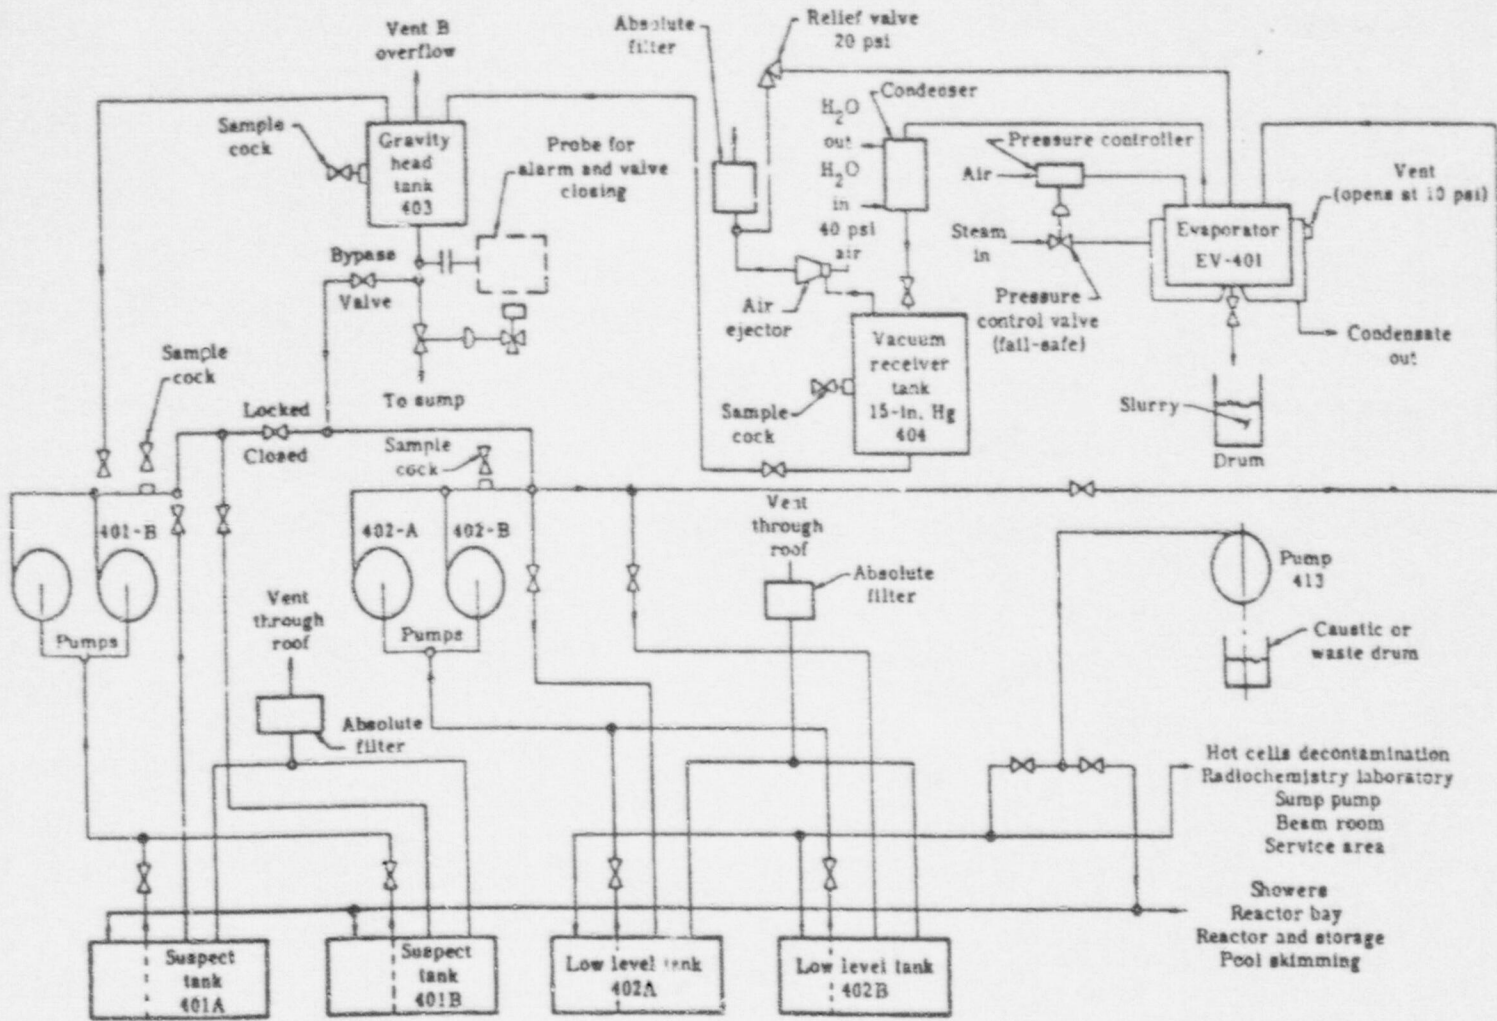 Vent B
overflow
Absolute
filter
Relief valve
20 psi
Sample
cock
Gravity
head
tank
403
Probe for
alarm and valve
closing
H2O
out
H2O
in
Condenser
40 psi
air
Pressure controller
Air
Steam
in
Vent
(opens at 10 psi)
Evaporator
EV-401
Bypass
Valve
Air
ejector
Pressure
control valve
(fail-safe)
Condensate
out
Vacuum
receiver
tank
15-in. Hg
404
Sample
cock
Slurry
Drum
Sample
cock
To sump
Locked
Closed
Sample
cock
401-B
402-A
402-B
Pumps
Pumps
Vent
through
roof
Absolute
filter
Pump
413
Caustic or
waste drum
Vent
through
roof
Absolute
filter
Hot cells decontamination
Radiochemistry laboratory
Sump pump
Beam room
Service area
Showers
Reactor bay
Reactor and storage
Pool skimming
Suspect
tank
401A
Suspect
tank
401B
Low level tank
402A
Low level tank
402B